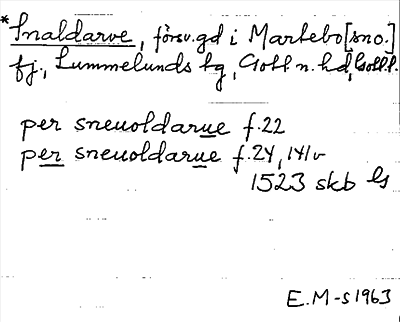 *Snaldarve, försv.gd i Martebo [sno.]
fj., Lummelunds tg, Gotl. n. hd, Gotl.l.
per sneuoldarue f.22
per sneuoldarue f.24, 141v
1523 skb ls
E.M-s 1963